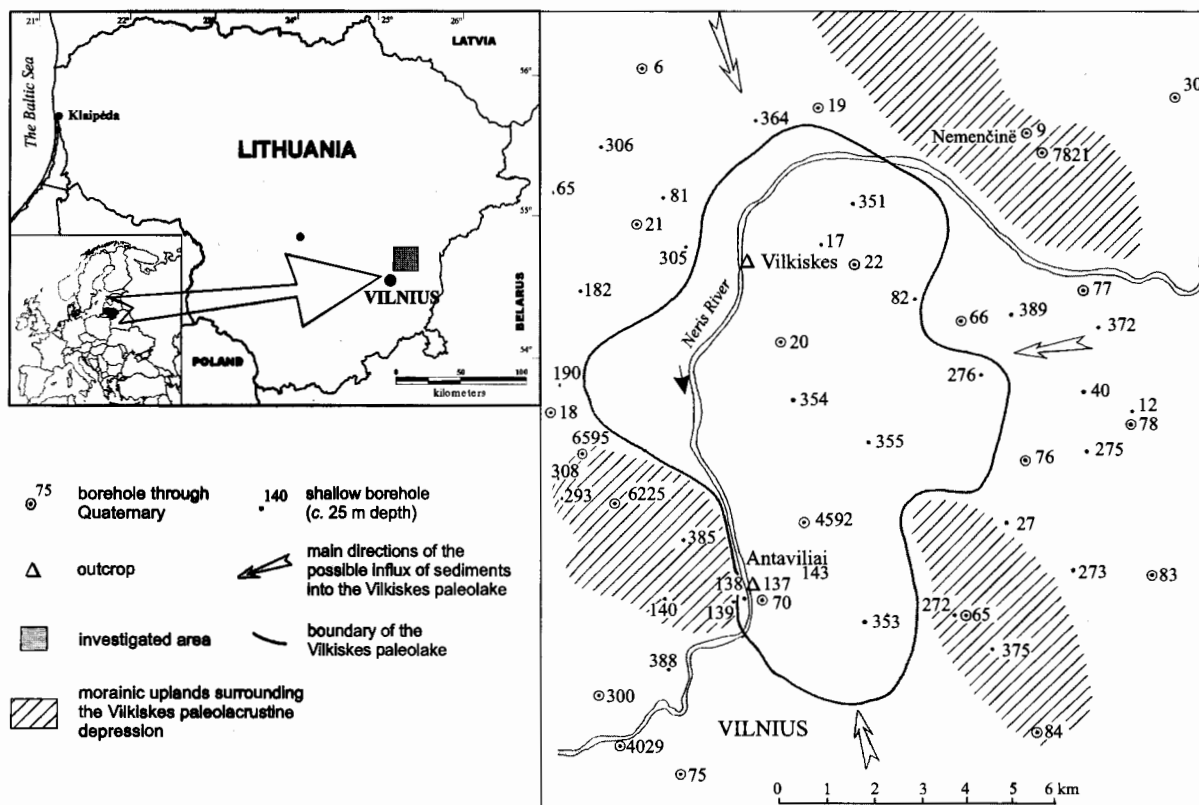 21°
22
23
24
25
26
LATVIA
56°
The Baltic Sea
Klaipėda
LITHUANIA
55°
VILNIUS
BELARUS
54°
POLAND
0 50 100
kilometers
75 borehole through
Quaternary
140 shallow borehole
(c. 25 m depth)
outcrop
main directions of the
possible influx of sediments
into the Vilkiskes paleolake
investigated area
boundary of the
Vilkiskes paleolake
morainic uplands surrounding
the Vilkiskes paleolacrustine
depression
6
30
19
364
9
Nemenčinė
7821
306
65
81
351
21
17
305
Vilkiskes
22
182
82
77
66
389
372
Neris River
20
190
276
40
354
12
18
78
355
275
6595
76
308
293
6225
4592
27
385
Antaviliai
143
273
83
138
137
140
139
70
272
65
353
375
388
300
VILNIUS
84
4029
75
0 1 2 3 4 5 6 km